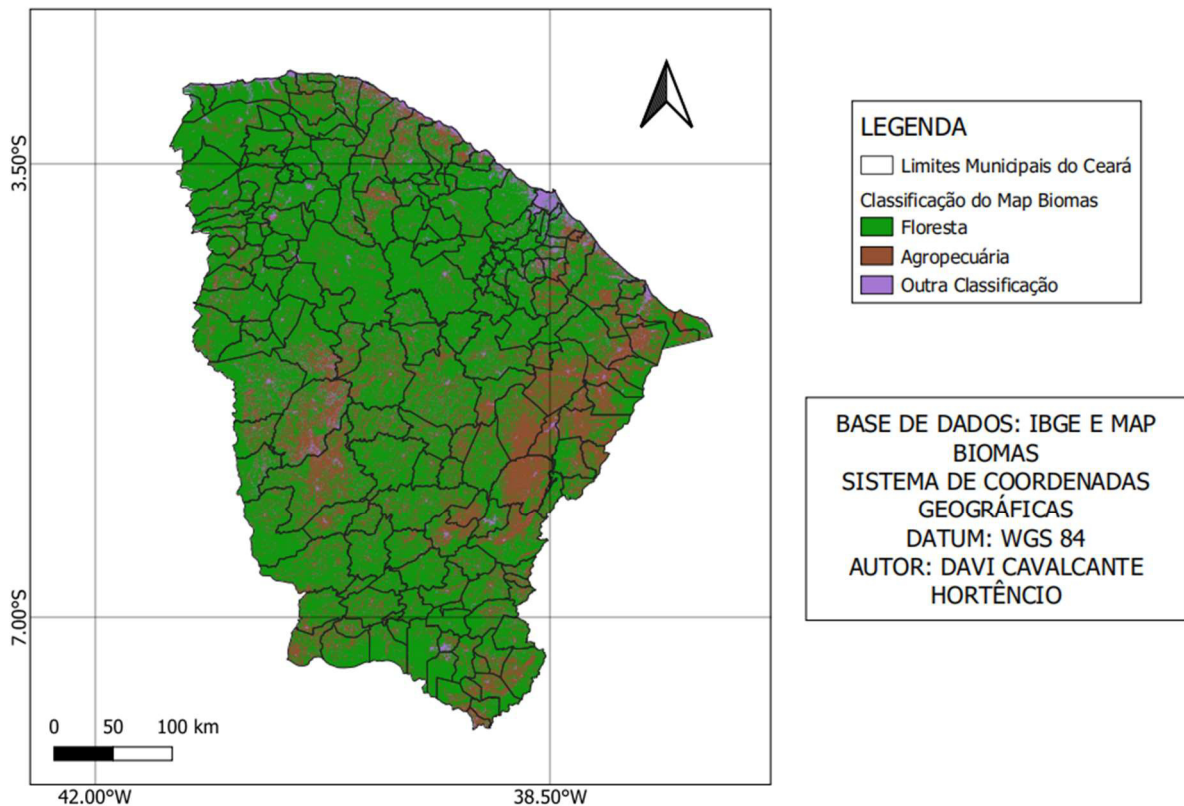 3.50°S
7.00°S
0 50 100 km
42.00°W 38.50°W
LEGENDA
Limites Municipais do Ceará
Classificação do Map Biomas
Floresta
Agropecuária
Outra Classificação
BASE DE DADOS: IBGE E MAP
BIOMAS
SISTEMA DE COORDENADAS
GEOGRÁFICAS
DATUM: WGS 84
AUTOR: DAVI CAVALCANTE
HORTÊNCIO